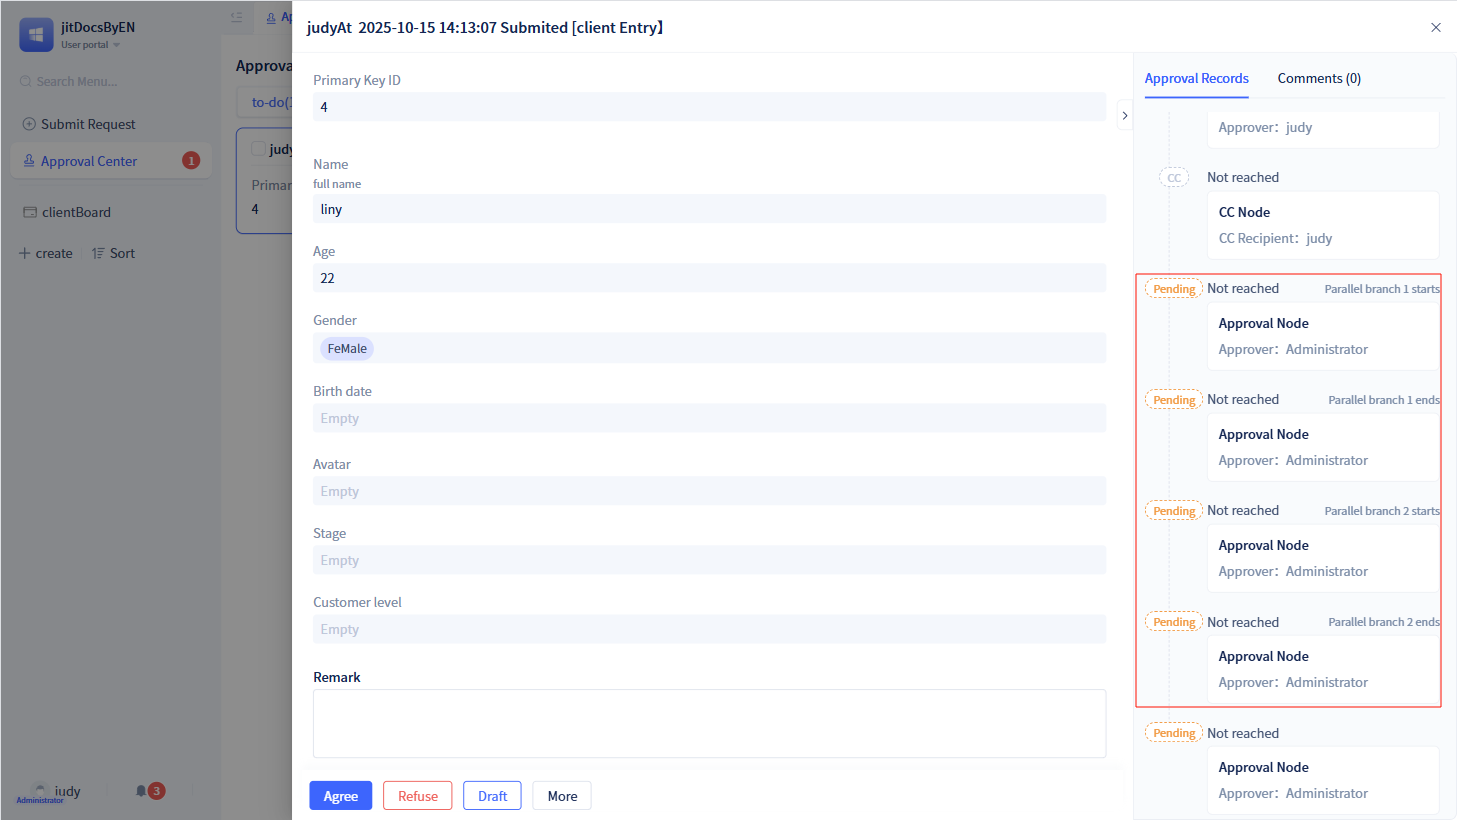 jitDocsByEN
User portal
Search Menu...
Submit Request
Approval Center
1
clientBoard
create
Sort
judy
Administrator
3
Approva
to-do(
judy
Primar
4
judyAt 2025-10-15 14:13:07 Submited [client Entry】
Primary Key ID
4
Name
full name
liny
Age
22
Gender
FeMale
Birth date
Empty
Avatar
Empty
Stage
Empty
Customer level
Empty
Remark
Agree
Refuse
Draft
More
Approval Records
Comments (0)
Approver：judy
CC
Not reached
CC Node
CC Recipient：judy
Pending
Not reached
Parallel branch 1 starts
Approval Node
Approver：Administrator
Pending
Not reached
Parallel branch 1 ends
Approval Node
Approver：Administrator
Pending
Not reached
Parallel branch 2 starts
Approval Node
Approver：Administrator
Pending
Not reached
Parallel branch 2 ends
Approval Node
Approver：Administrator
Pending
Not reached
Approval Node
Approver：Administrator